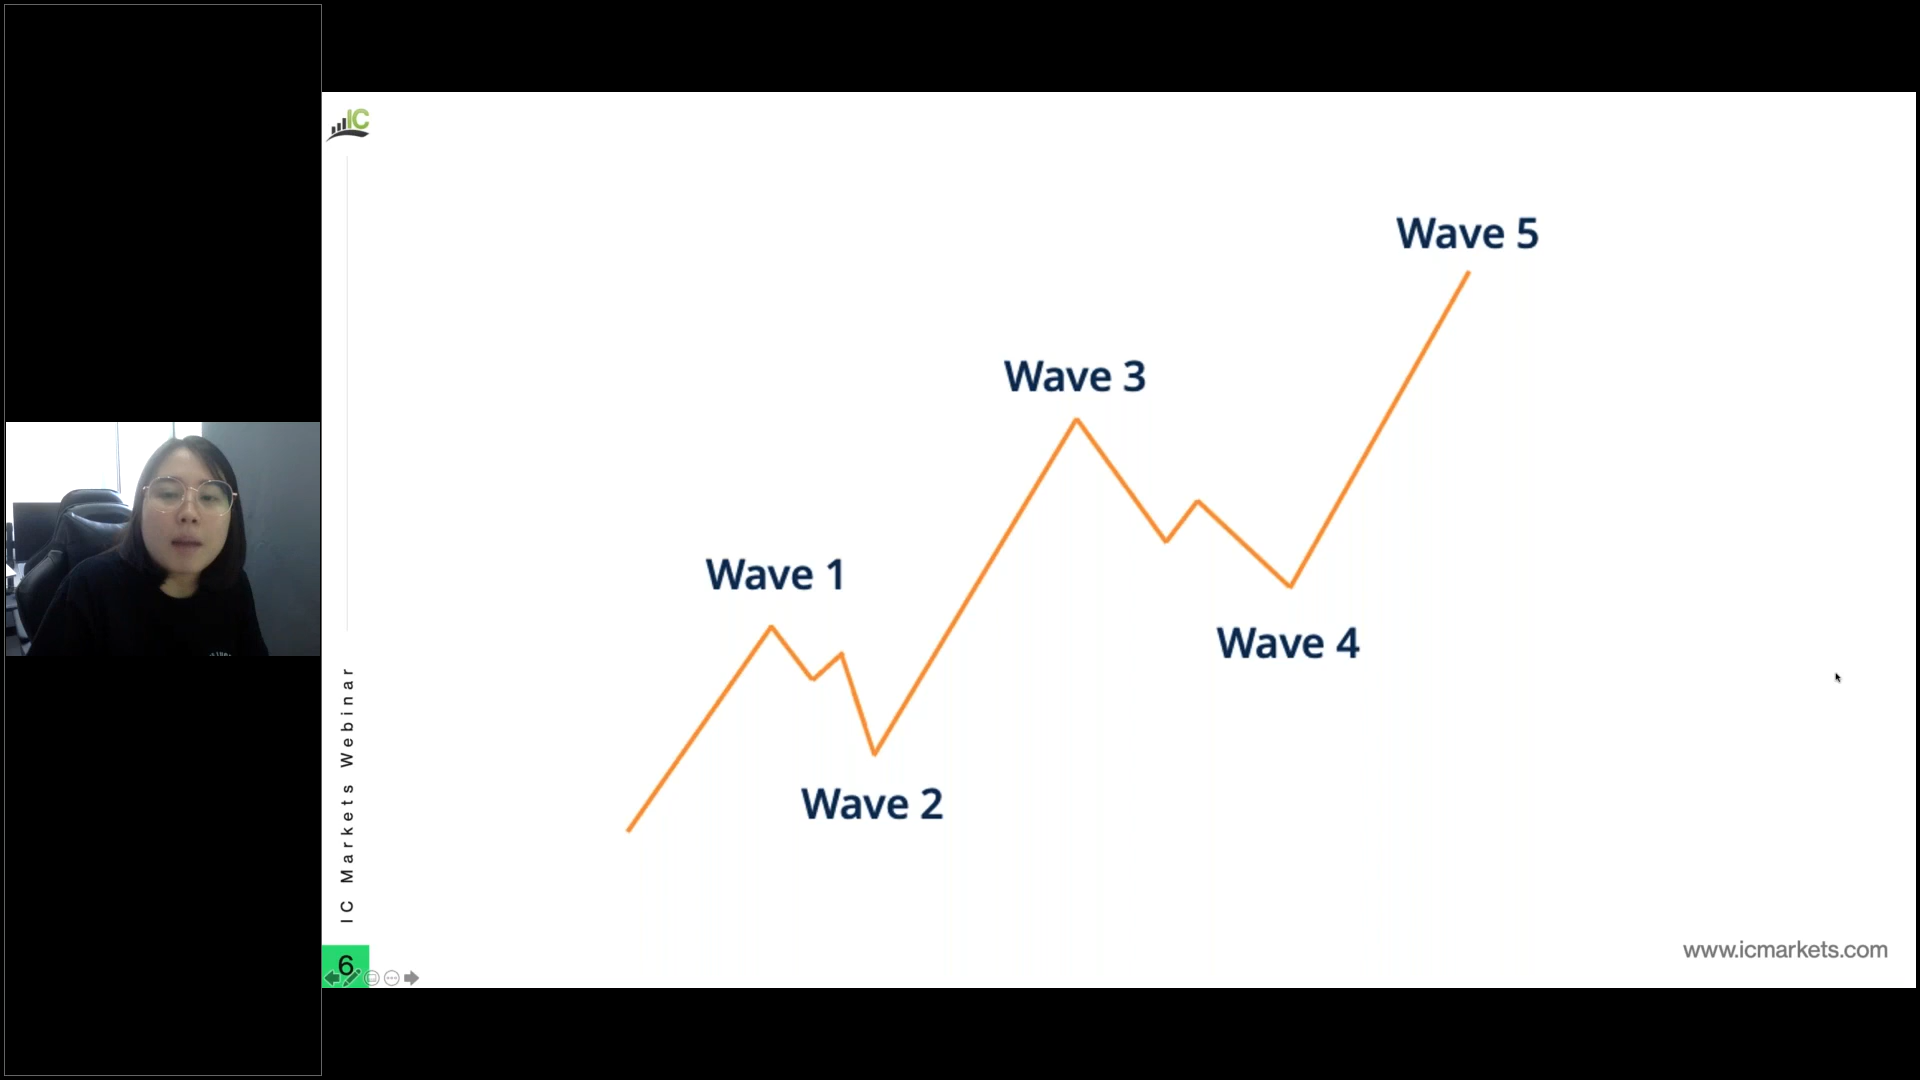 IC
Wave 5
Wave 3
Wave 1
Wave 4
Wave 2
IC Markets Webinar
www.icmarkets.com
6